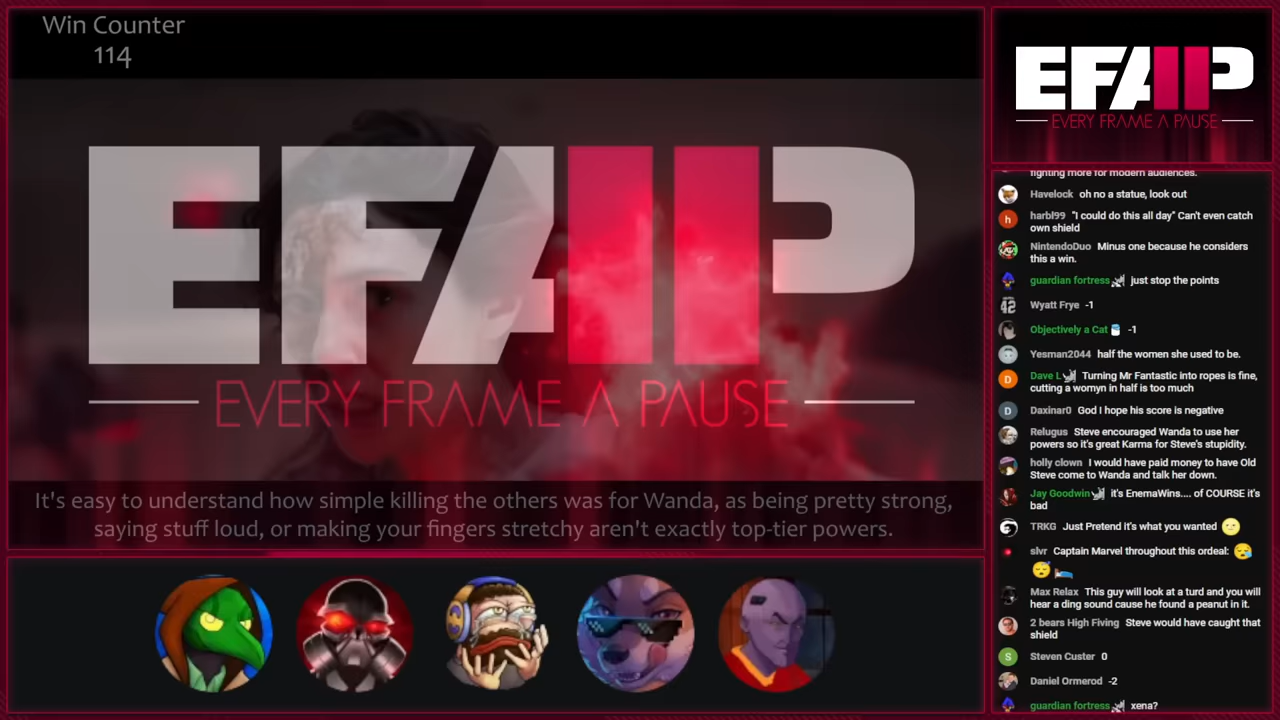 Win Counter
114
EFAP
EVERY FRAME A PAUSE
It's easy to understand how simple killing the others was for Wanda, as being pretty strong,
saying stuff loud, or making your fingers stretchy aren't exactly top-tier powers.
EFAP
EVERY FRAME A PAUSE
fighting more for modern audiences.
Havelock oh no a statue, look out
h
harbl99 "I could do this all day" Can't even catch
own shield
NintendoDuo Minus one because he considers
this a win.
guardian fortress just stop the points
42
Wyatt Frye -1
Objectively a Cat -1
Yesman2044 half the women she used to be.
D
Dave L Turning Mr Fantastic into ropes is fine,
cutting a womyn in half is too much
D
Daxinar0 God I hope his score is negative
Relugus Steve encouraged Wanda to use her
powers so it's great Karma for Steve's stupidity.
holly clown I would have paid money to have Old
Steve come to Wanda and talk her down.
Jay Goodwin it's EnemaWins.... of COURSE it's
bad
TRKG Just Pretend it's what you wanted
slvr Captain Marvel throughout this ordeal:
Max Relax This guy will look at a turd and you will
hear a ding sound cause he found a peanut in it.
2 bears High Fiving Steve would have caught that
shield
S
Steven Custer 0
Daniel Ormerod -2
guardian fortress xena?